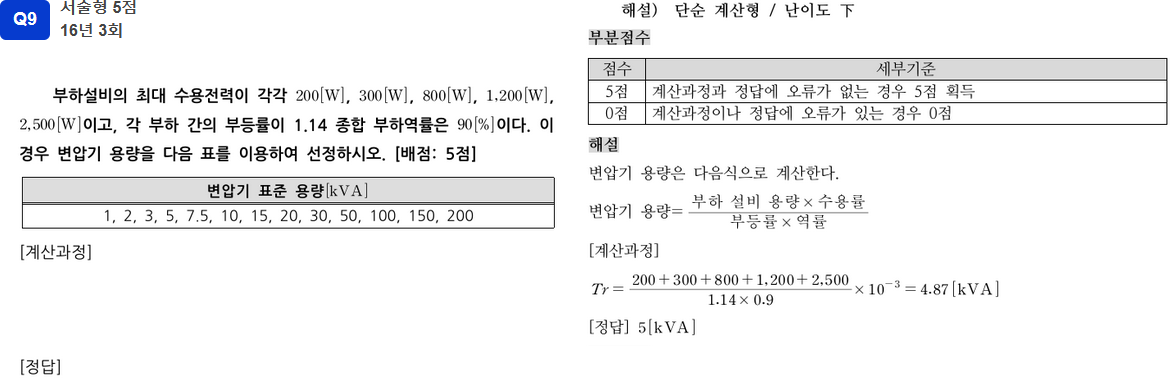 Q9
서술형 5점
16년 3회
부하설비의 최대 수용전력이 각각 200[W], 300[W], 800[W], 1,200[W],
2,500[W]이고, 각 부하 간의 부등률이 1.14 종합 부하역률은 90[%]이다. 이
경우 변압기 용량을 다음 표를 이용하여 선정하시오. [배점: 5점]
변압기 표준 용량[kVA]
1, 2, 3, 5, 7.5, 10, 15, 20, 30, 50, 100, 150, 200
[계산과정]
[정답]
해설) 단순 계산형 / 난이도 下
부분점수
점수 세부기준
5점 계산과정과 정답에 오류가 없는 경우 5점 획득
0점 계산과정이나 정답에 오류가 있는 경우 0점
해설
변압기 용량은 다음식으로 계산한다.
변압기 용량= 부하 설비 용량×수용률 / 부등률×역률
[계산과정]
Tr = 200+300+800+1,200+2,500 / 1.14×0.9 ×10⁻³ = 4.87[kVA]
[정답] 5[kVA]